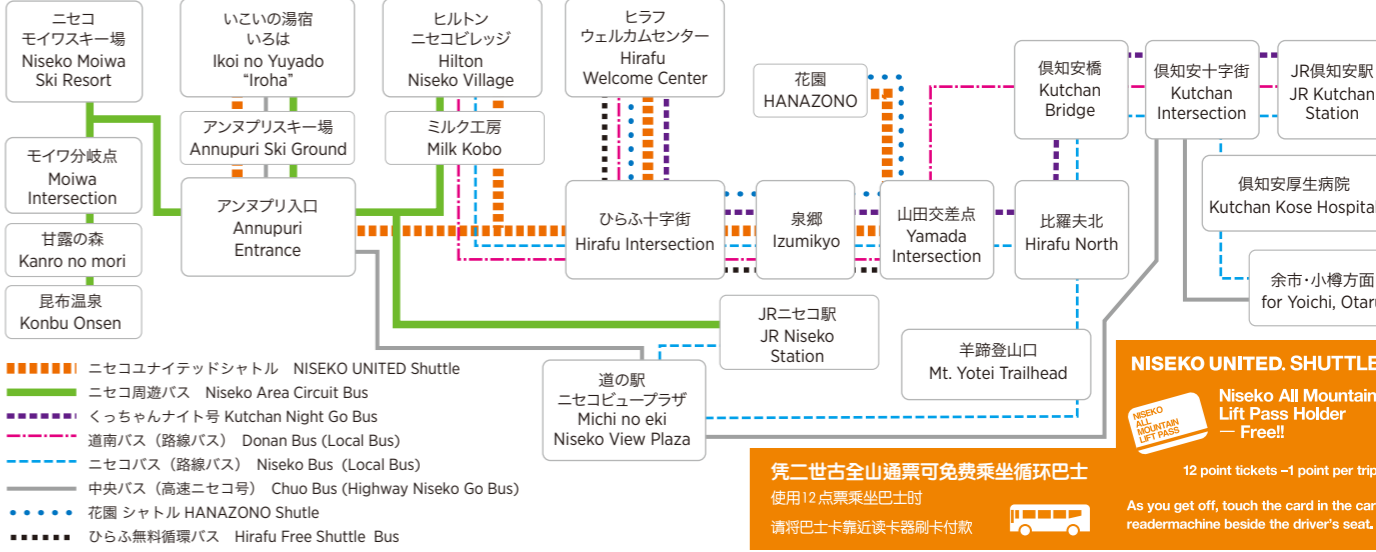 ニセコ
モイワスキー場
Niseko Moiwa
Ski Resort
いこいの湯宿
いろは
Ikoi no Yuyado
“Iroha”
ヒルトン
ニセコビレッジ
Hilton
Niseko Village
ヒラフ
ウェルカムセンター
Hirafu
Welcome Center
花園
HANAZONO
倶知安橋
Kutchan
Bridge
倶知安十字街
Kutchan
Intersection
JR倶知安駅
JR Kutchan
Station
モイワ分岐点
Moiwa
Intersection
アンヌプリスキー場
Annupuri Ski Ground
ミルク工房
Milk Kobo
倶知安厚生病院
Kutchan Kose Hospital
甘露の森
Kanro no mori
アンヌプリ入口
Annupuri
Entrance
ひらふ十字街
Hirafu Intersection
泉郷
Izumikyo
山田交差点
Yamada
Intersection
比羅夫北
Hirafu North
余市・小樽方面
for Yoichi, Otaru
昆布温泉
Konbu Onsen
JRニセコ駅
JR Niseko
Station
羊蹄登山口
Mt. Yotei Trailhead
道の駅
ニセコビュープラザ
Michi no eki
Niseko View Plaza
ニセコユナイテッドシャトル NISEKO UNITED Shuttle
ニセコ周遊バス Niseko Area Circuit Bus
くっちゃんナイト号 Kutchan Night Go Bus
道南バス（路線バス） Donan Bus (Local Bus)
ニセコバス（路線バス） Niseko Bus (Local Bus)
中央バス（高速ニセコ号） Chuo Bus (Highway Niseko Go Bus)
花園 シャトル HANAZONO Shutle
ひらふ無料循環バス Hirafu Free Shuttle Bus
凭二世古全山通票可免费乘坐循环巴士
使用12点票乘坐巴士时
请将巴士卡靠近读卡器刷卡付款
NISEKO UNITED. SHUTTLE
NISEKO
ALL
MOUNTAIN
LIFT PASS
Niseko All Mountain
Lift Pass Holder
— Free!!
12 point tickets –1 point per trip
As you get off, touch the card in the car
readermachine beside the driver's seat.